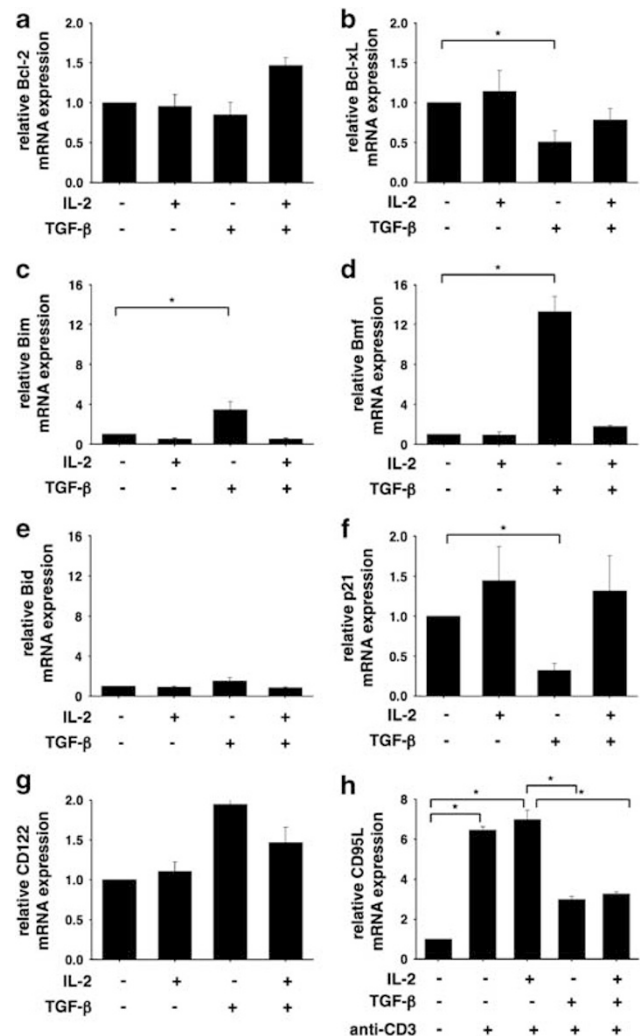 a
relative Bcl-2
mRNA expression
2.0
1.5
1.0
0.5
0.0
IL-2 - + - +
TGF-β - - + +
b
*
relative Bcl-xL
mRNA expression
2.0
1.5
1.0
0.5
0.0
IL-2 - + - +
TGF-β - - + +
c
*
relative Bim
mRNA expression
16
12
8
4
0
IL-2 - + - +
TGF-β - - + +
d
*
relative Bmf
mRNA expression
16
12
8
4
0
IL-2 - + - +
TGF-β - - + +
e
relative Bid
mRNA expression
16
12
8
4
0
IL-2 - + - +
TGF-β - - + +
f
*
relative p21
mRNA expression
2.0
1.5
1.0
0.5
0.0
IL-2 - + - +
TGF-β - - + +
g
relative CD122
mRNA expression
2.0
1.5
1.0
0.5
0.0
IL-2 - + - +
TGF-β - - + +
h
* * * *
relative CD95L
mRNA expression
8
6
4
2
0
IL-2 - - + - +
TGF-β - - - + +
anti-CD3 - + + + +